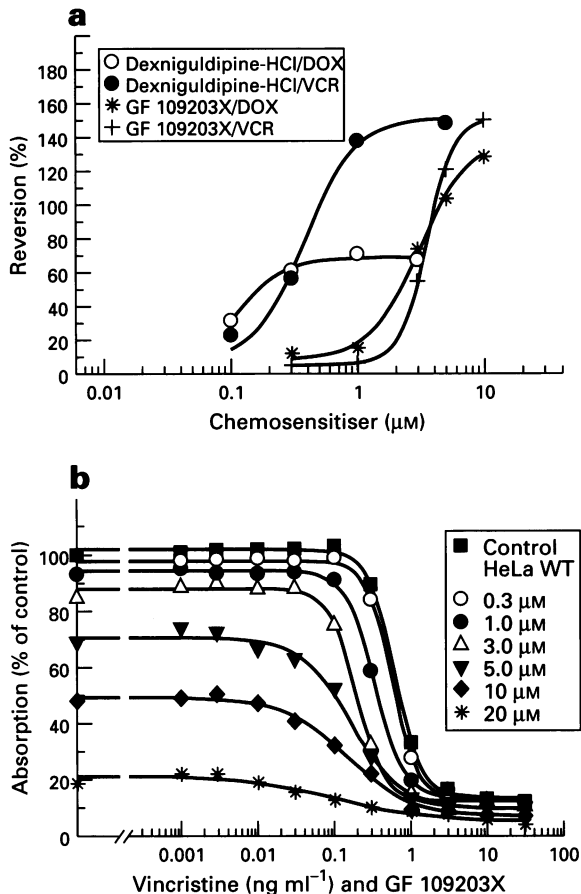 a
Reversion (%)
180
160
140
120
100
80
60
40
20
0
Dexniguldipine-HCl/DOX
Dexniguldipine-HCl/VCR
GF 109203X/DOX
GF 109203X/VCR
0.01 0.1 1 10
Chemosensitiser (µM)
b
Absorption (% of control)
100
80
60
40
20
0
Control
HeLa WT
0.3 µM
1.0 µM
3.0 µM
5.0 µM
10 µM
20 µM
0.001 0.01 0.1 1 10 100
Vincristine (ng ml⁻¹) and GF 109203X